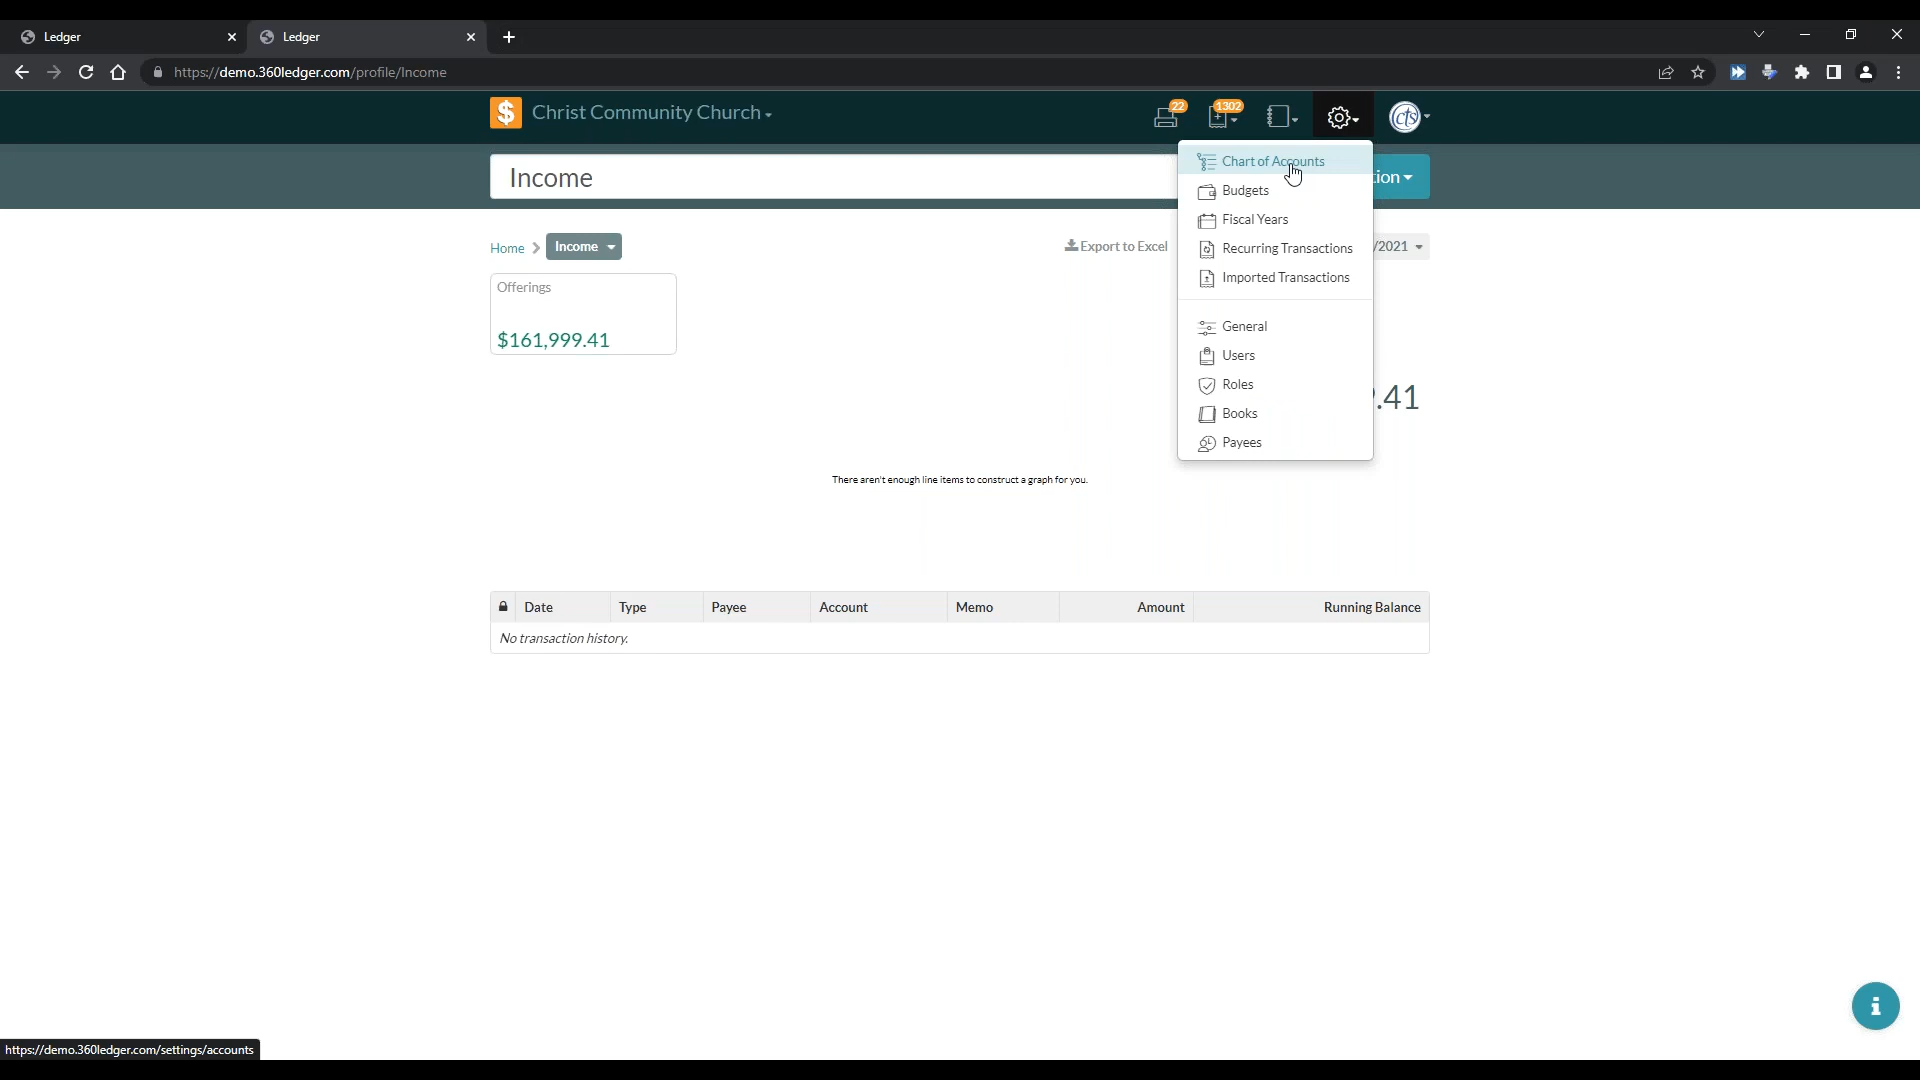 Ledger
Ledger
https://demo.360ledger.com/profile/Income
$ Christ Community Church
22
1302
cts
Income
tion
Chart of Accounts
Budgets
Fiscal Years
Recurring Transactions
Imported Transactions
General
Users
Roles
Books
Payees
Home Income
Export to Excel
/2021
Offerings
$161,999.41
.41
There aren't enough line items to construct a graph for you.
Date Type Payee Account Memo Amount Running Balance
No transaction history.
i
https://demo.360ledger.com/settings/accounts